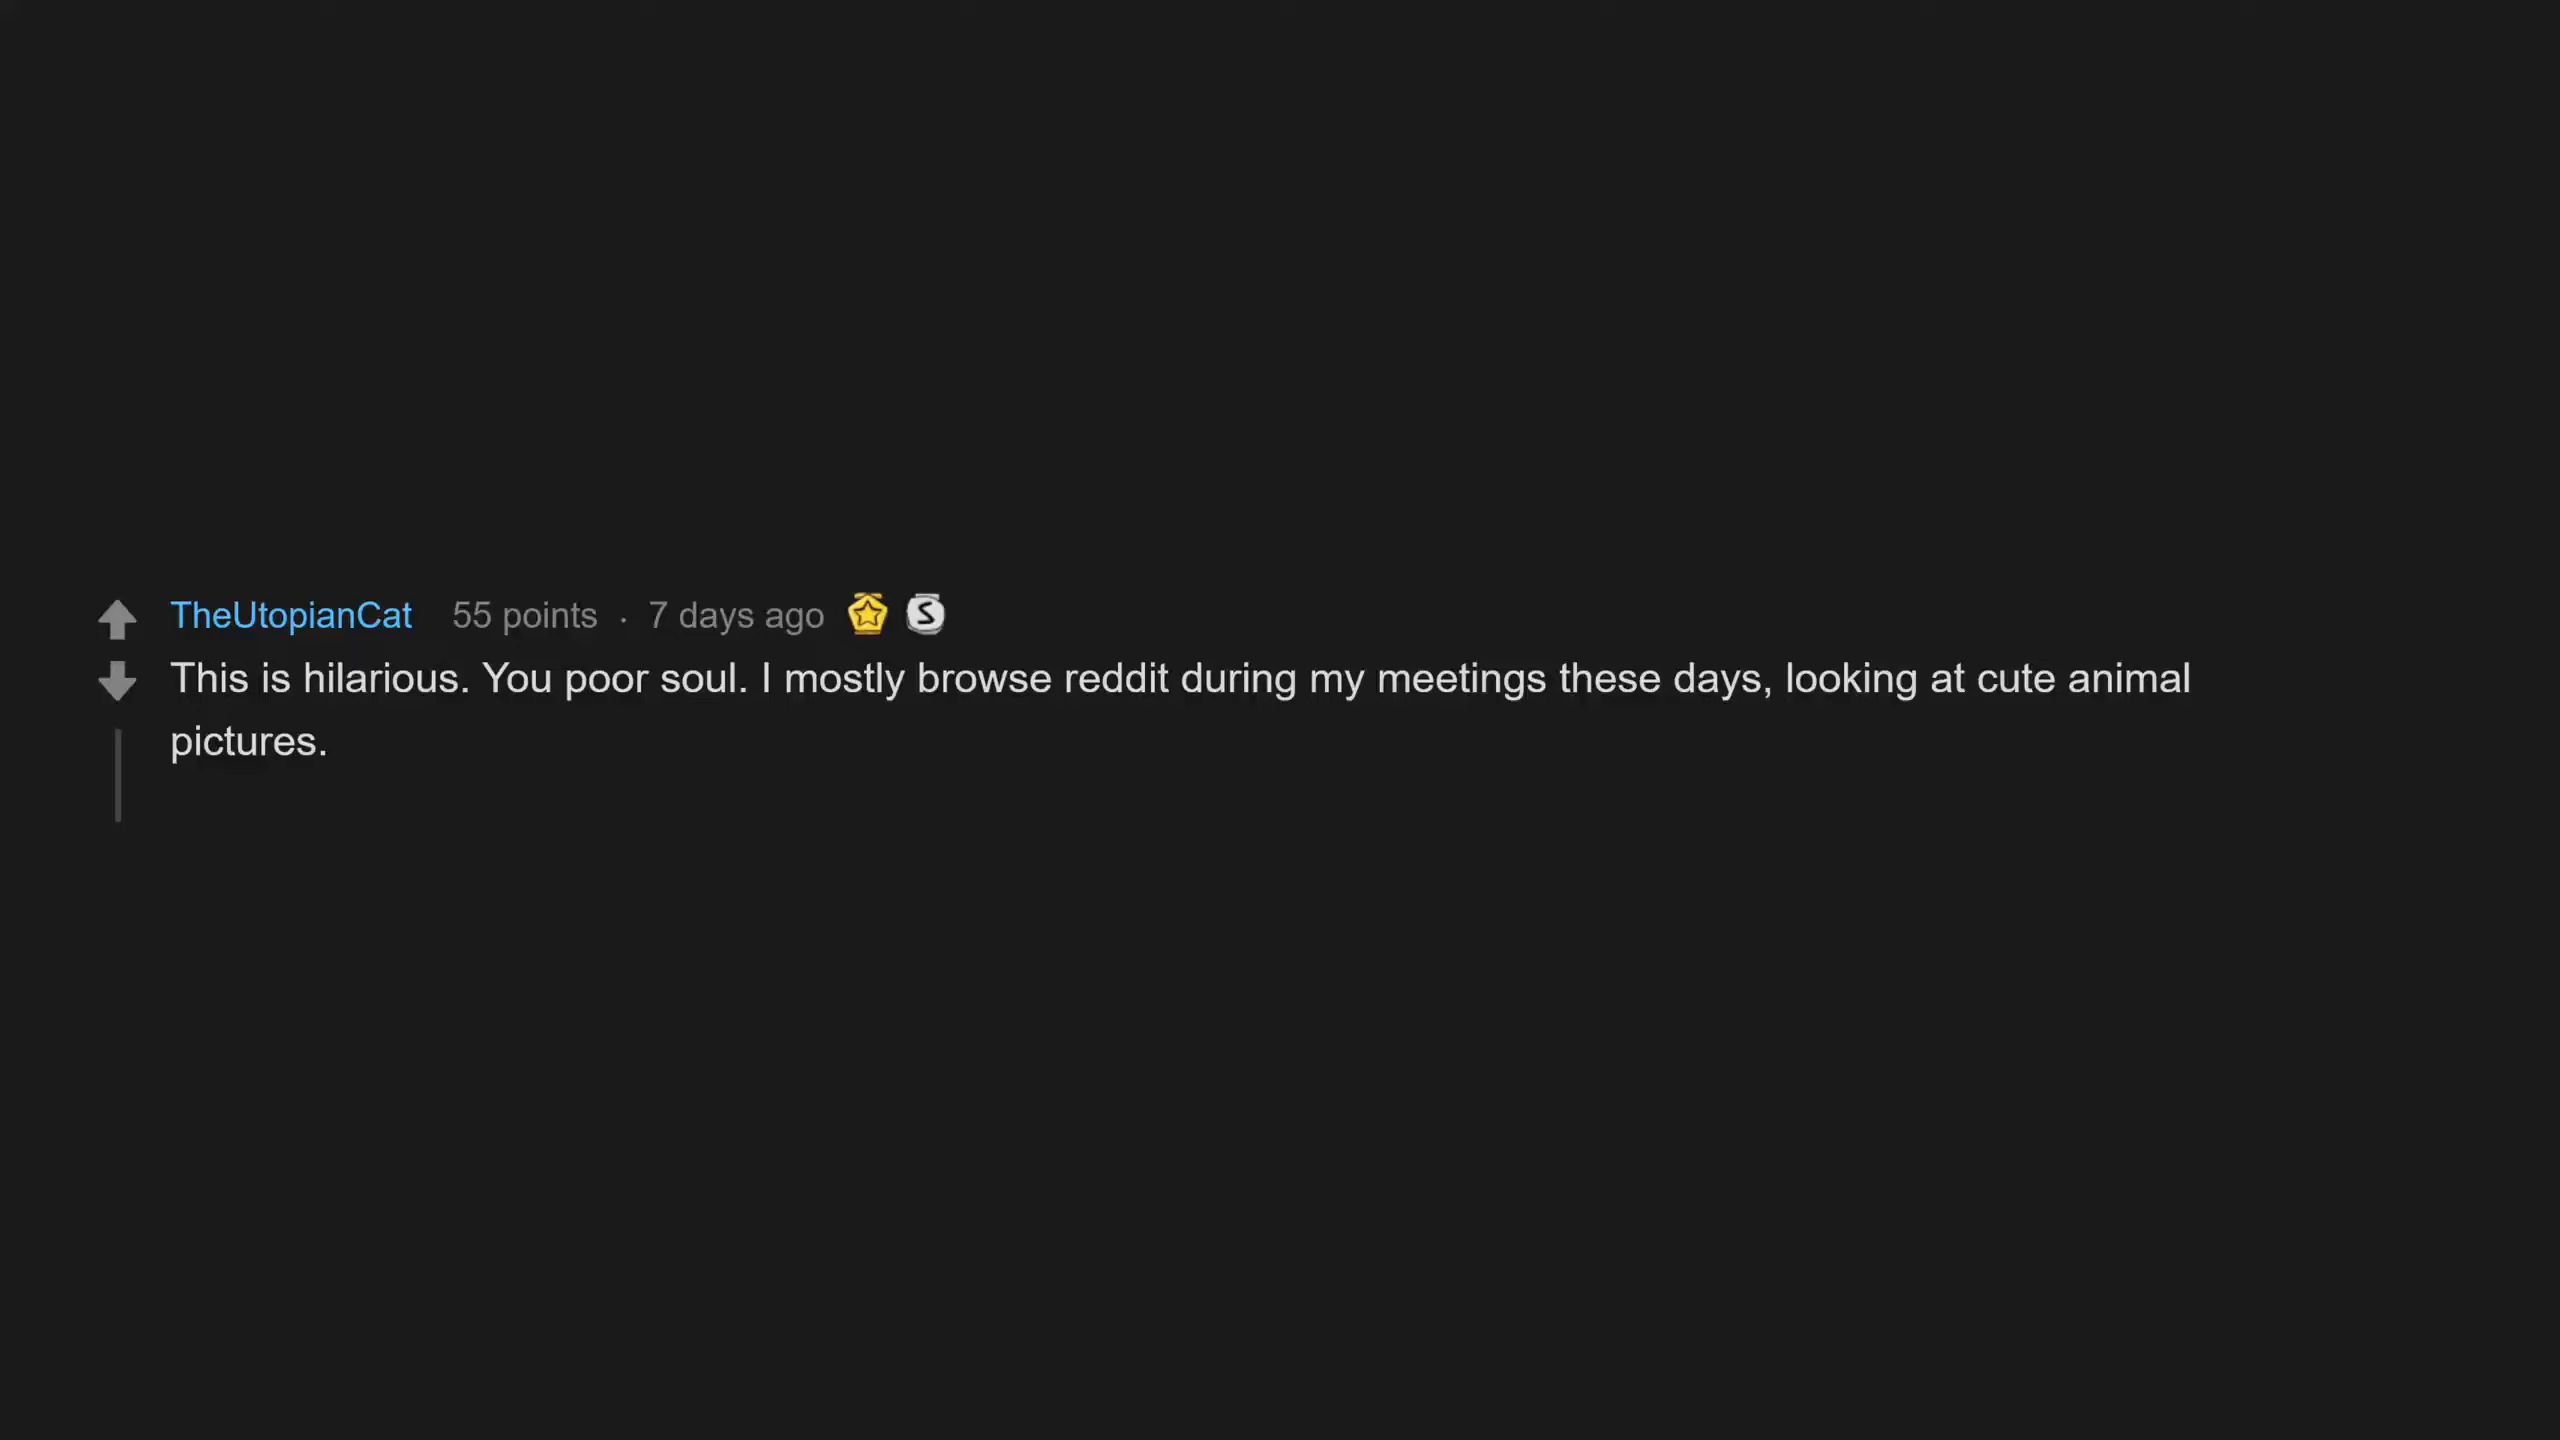 TheUtopianCat 55 points · 7 days ago S
This is hilarious. You poor soul. I mostly browse reddit during my meetings these days, looking at cute animal
pictures.